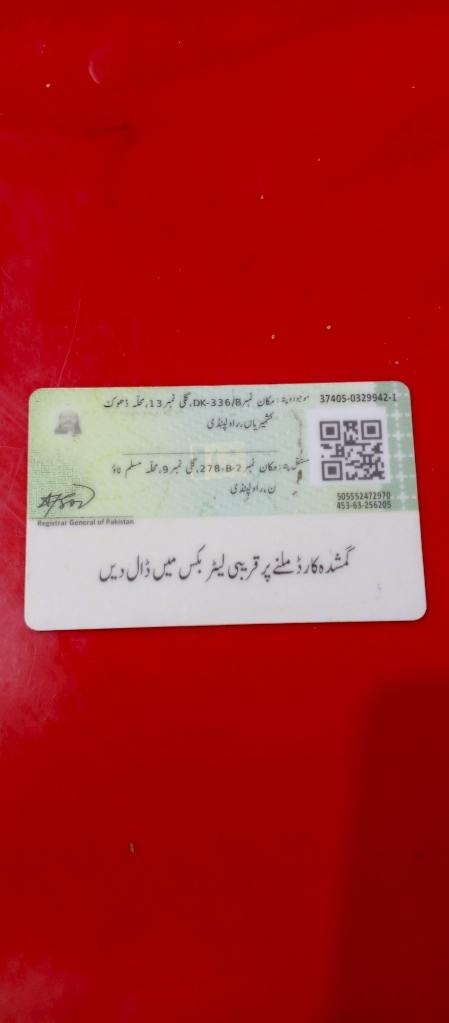 37405-0329942-1
موجودہ پتہ: مکان نمبر DK-336/B، گلی نمبر 13، محلہ ڈھوک
کشمیریاں، راولپنڈی
مستقل پتہ: مکان نمبر 278-B-2، گلی نمبر 9، محلہ مسلم ٹاؤ
ن، راولپنڈی
505552472970
453-63-256205
Registrar General of Pakistan
گمشدہ کارڈ ملنے پر قریبی لیٹر بکس میں ڈال دیں